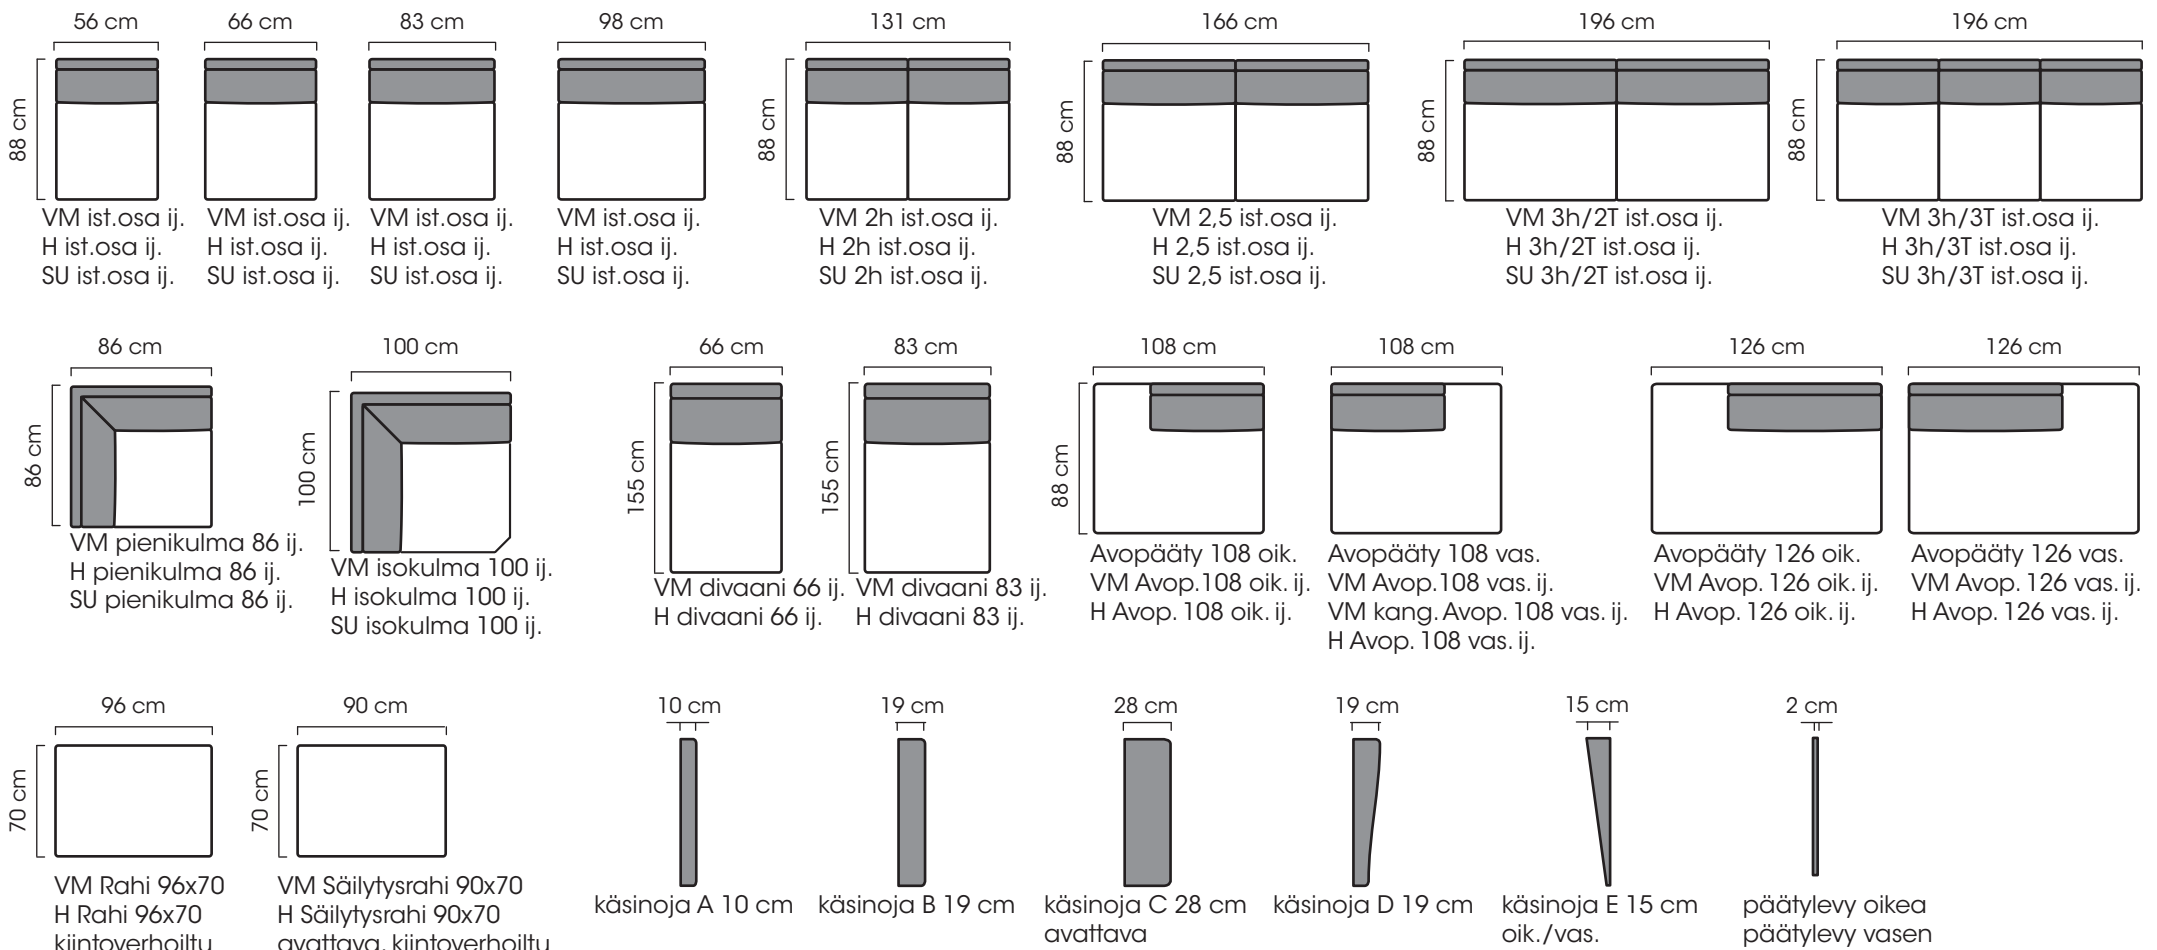 56 cm
66 cm
83 cm
98 cm
131 cm
166 cm
196 cm
196 cm
88 cm
88 cm
88 cm
88 cm
88 cm
VM ist.osa ij.
H ist.osa ij.
SU ist.osa ij.
VM ist.osa ij.
H ist.osa ij.
SU ist.osa ij.
VM ist.osa ij.
H ist.osa ij.
SU ist.osa ij.
VM ist.osa ij.
H ist.osa ij.
SU ist.osa ij.
VM 2h ist.osa ij.
H 2h ist.osa ij.
SU 2h ist.osa ij.
VM 2,5 ist.osa ij.
H 2,5 ist.osa ij.
SU 2,5 ist.osa ij.
VM 3h/2T ist.osa ij.
H 3h/2T ist.osa ij.
SU 3h/2T ist.osa ij.
VM 3h/3T ist.osa ij.
H 3h/3T ist.osa ij.
SU 3h/3T ist.osa ij.
86 cm
100 cm
66 cm
83 cm
108 cm
108 cm
126 cm
126 cm
86 cm
100 cm
155 cm
155 cm
88 cm
VM pienikulma 86 ij.
H pienikulma 86 ij.
SU pienikulma 86 ij.
VM isokulma 100 ij.
H isokulma 100 ij.
SU isokulma 100 ij.
VM divaani 66 ij.
H divaani 66 ij.
VM divaani 83 ij.
H divaani 83 ij.
Avopääty 108 oik.
VM Avop.108 oik. ij.
H Avop. 108 oik. ij.
Avopääty 108 vas.
VM Avop.108 vas. ij.
VM kang. Avop. 108 vas. ij.
H Avop. 108 vas. ij.
Avopääty 126 oik.
VM Avop. 126 oik. ij.
H Avop. 126 oik. ij.
Avopääty 126 vas.
VM Avop. 126 vas. ij.
H Avop. 126 vas. ij.
96 cm
90 cm
10 cm
19 cm
28 cm
19 cm
15 cm
2 cm
70 cm
70 cm
VM Rahi 96x70
H Rahi 96x70
kiintoverhoiltu
VM Säilytysrahi 90x70
H Säilytysrahi 90x70
avattava, kiintoverhoiltu
käsinoja A 10 cm
käsinoja B 19 cm
käsinoja C 28 cm
avattava
käsinoja D 19 cm
käsinoja E 15 cm
oik./vas.
päätylevy oikea
päätylevy vasen